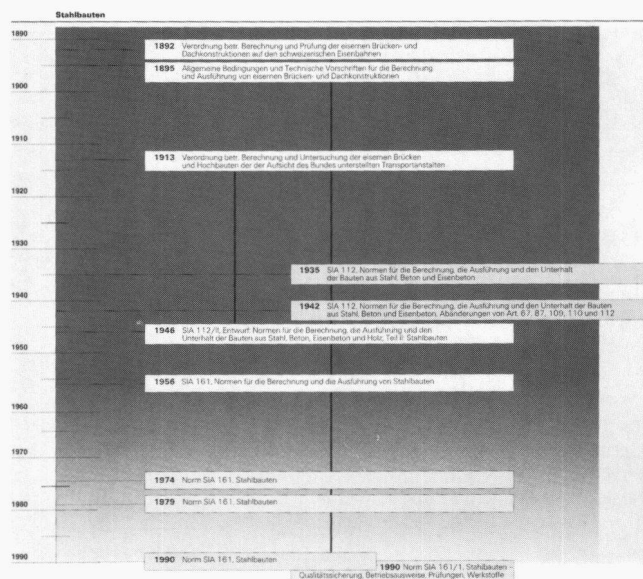 Stahlbauten
1890
1892 Verordnung betr. Berechnung und Prüfung der eisernen Brücken- und
Dachkonstruktionen auf den schweizerischen Eisenbahnen
1895 Allgemeine Bedingungen und Technische Vorschriften für die Berechnung
und Ausführung von eisernen Brücken- und Dachkonstruktionen
1900
1910
1913 Verordnung betr. Berechnung und Untersuchung der eisernen Brücken
und Hochbauten der der Aufsicht des Bundes unterstellten Transportanstalten
1920
1930
1935 SIA 112, Normen für die Berechnung, die Ausführung und den Unterhalt
der Bauten aus Stahl, Beton und Eisenbeton
1940
1942 SIA 112, Normen für die Berechnung, die Ausführung und den Unterhalt der Bauten
aus Stahl, Beton und Eisenbeton, Abänderungen von Art. 67, 87, 109, 110 und 112
1946 SIA 112/II, Entwurf: Normen für die Berechnung, die Ausführung und den
Unterhalt der Bauten aus Stahl, Beton, Eisenbeton und Holz, Teil II: Stahlbauten
1950
1956 SIA 161, Normen für die Berechnung und die Ausführung von Stahlbauten
1960
1970
1974 Norm SIA 161, Stahlbauten
1979 Norm SIA 161, Stahlbauten
1980
1990
1990 Norm SIA 161, Stahlbauten
1990 Norm SIA 161/1, Stahlbauten –
Qualitätssicherung, Betriebsausweise, Prüfungen, Werkstoffe